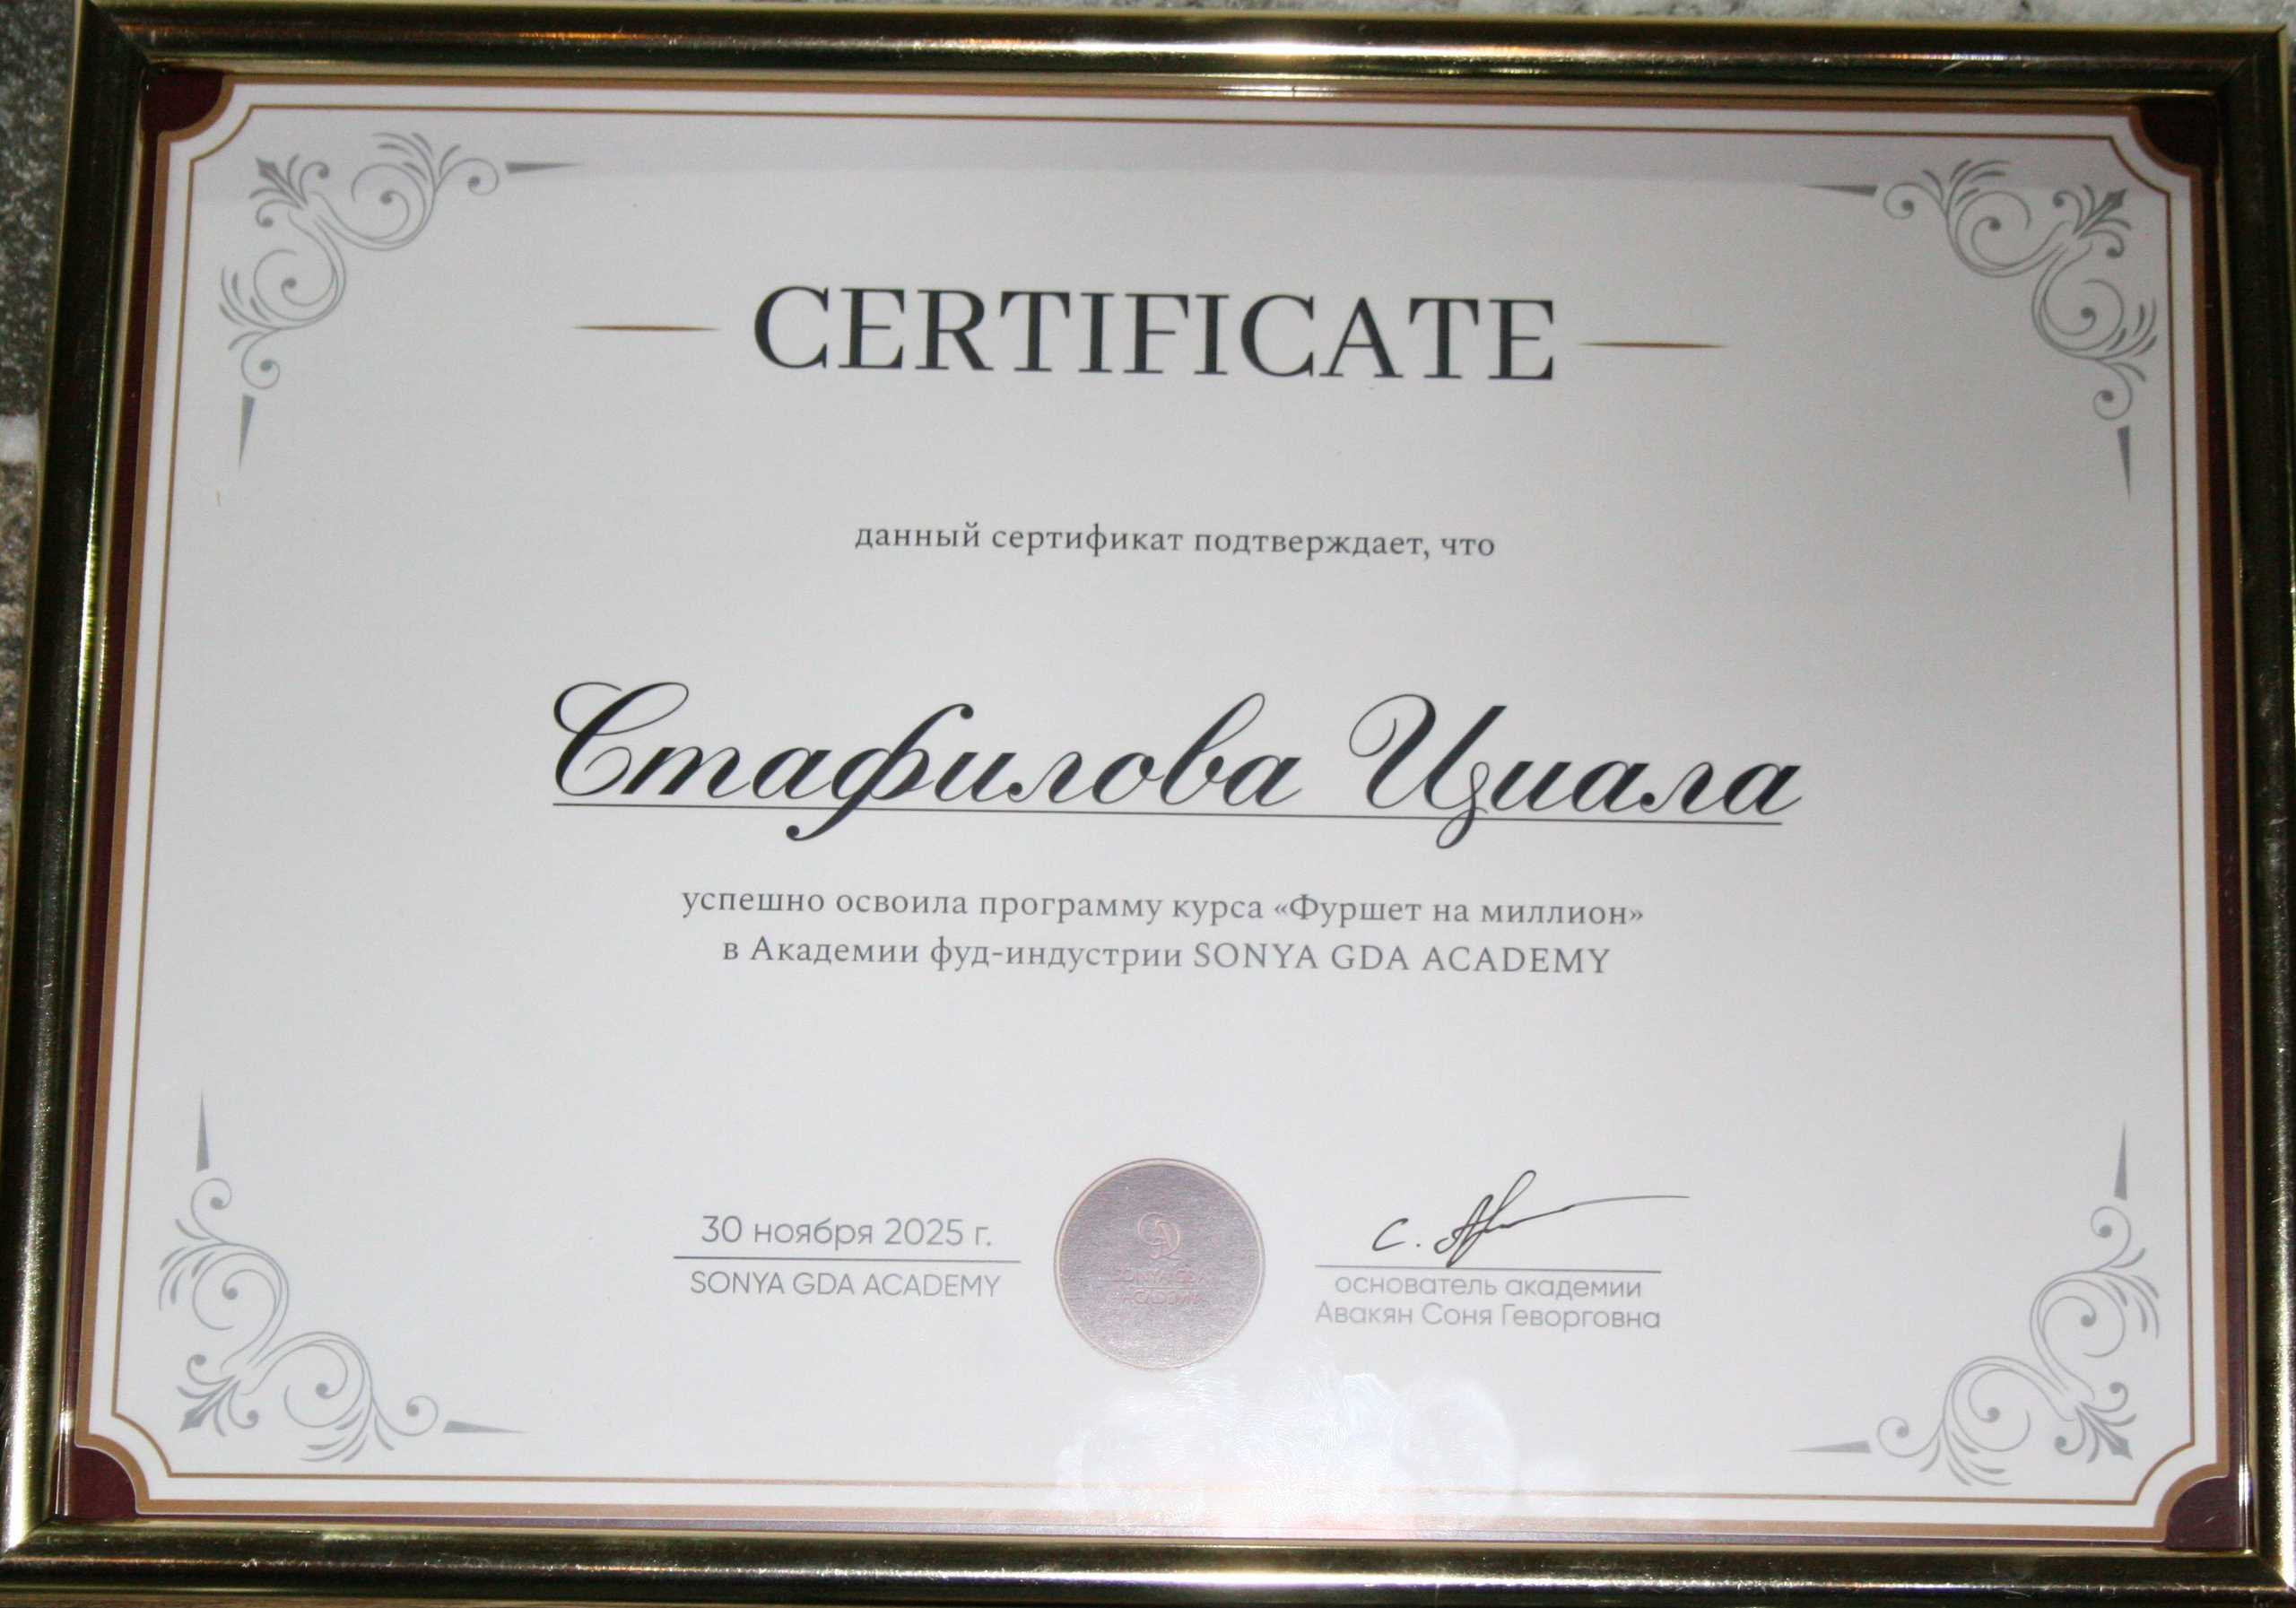 CERTIFICATE
данный сертификат подтверждает, что
Стафилова Циала
успешно освоила программу курса «Фуршет на миллион»
в Академии фуд-индустрии SONYA GDA ACADEMY
30 ноября 2025 г.
SONYA GDA ACADEMY
SONYA GDA
ACADEMY
основатель академии
Авакян Соня Геворговна